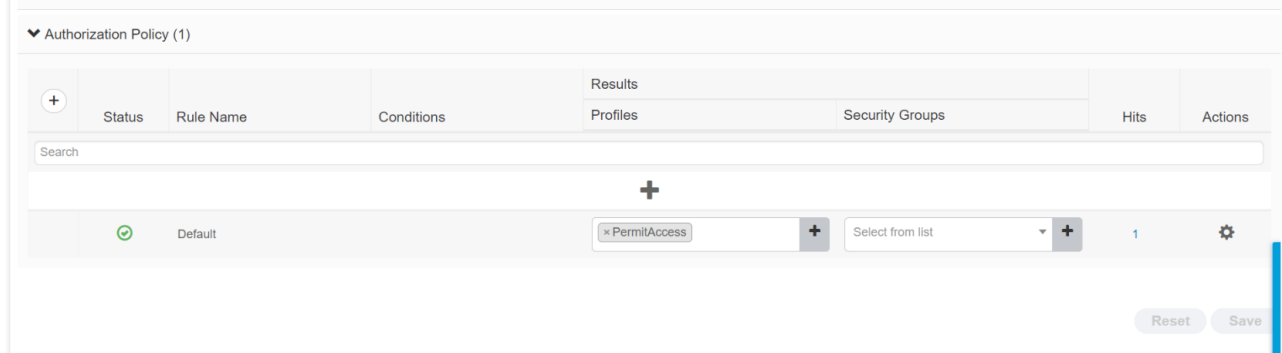 Authorization Policy (1)
Results
+ Status Rule Name Conditions Profiles Security Groups Hits Actions
Search
+
Default × PermitAccess + Select from list + 1
Reset Save